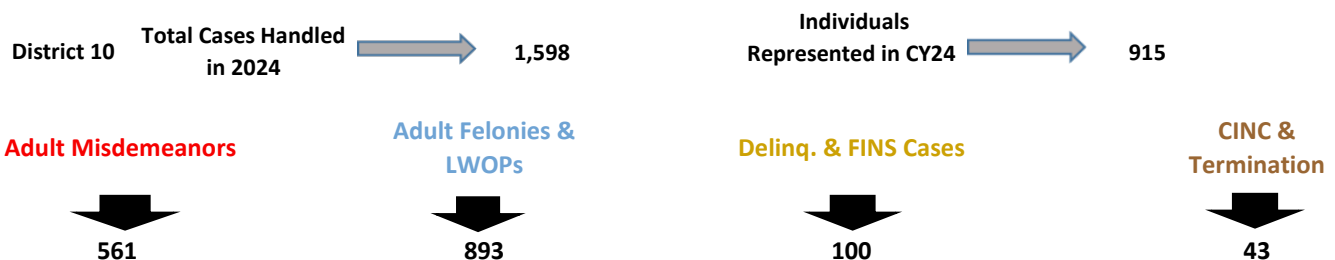 District 10
Total Cases Handled
in 2024
1,598
Individuals
Represented in CY24
915
Adult Misdemeanors
Adult Felonies &
LWOPs
Delinq. & FINS Cases
CINC &
Termination
561
893
100
43